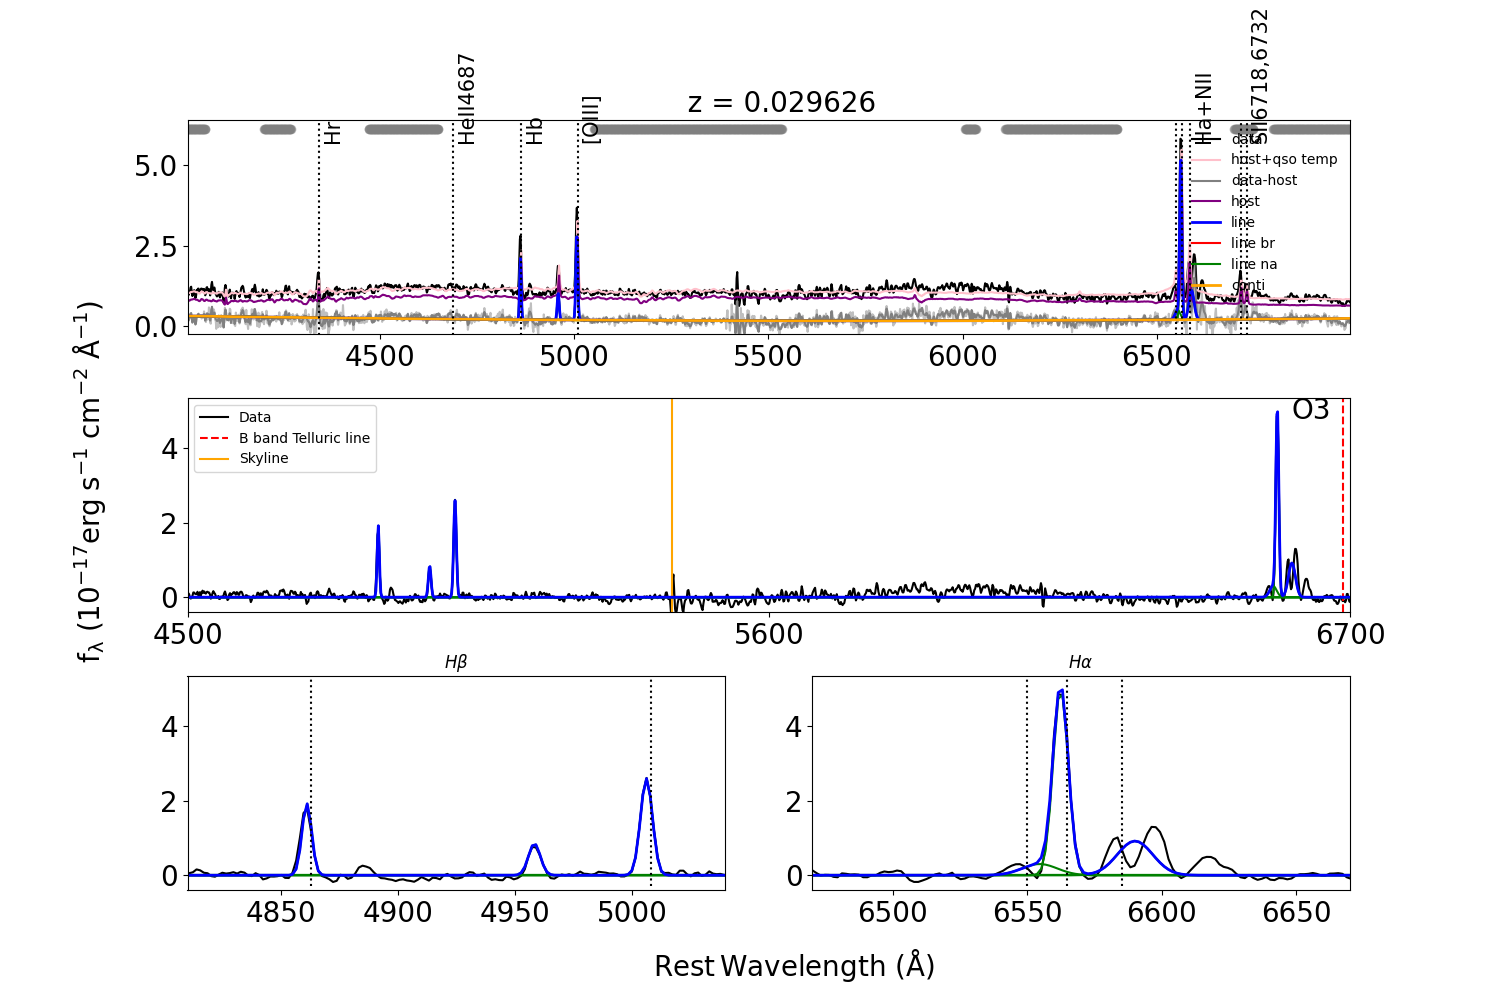 z = 0.029626
Hr
HeII4687
Hb
[OIII]
Ha+NII
SII6718,6732
data
host+qso temp
data-host
host
line
line br
line na
conti
5.0
2.5
0.0
4500 5000 5500 6000 6500
Data
B band Telluric line
Skyline
O3
4
2
0
4500 5600 6700
fλ (10−17erg s−1 cm−2 Å−1)
Hβ
4
2
0
4850 4900 4950 5000
Hα
4
2
0
6500 6550 6600 6650
Rest Wavelength (Å)